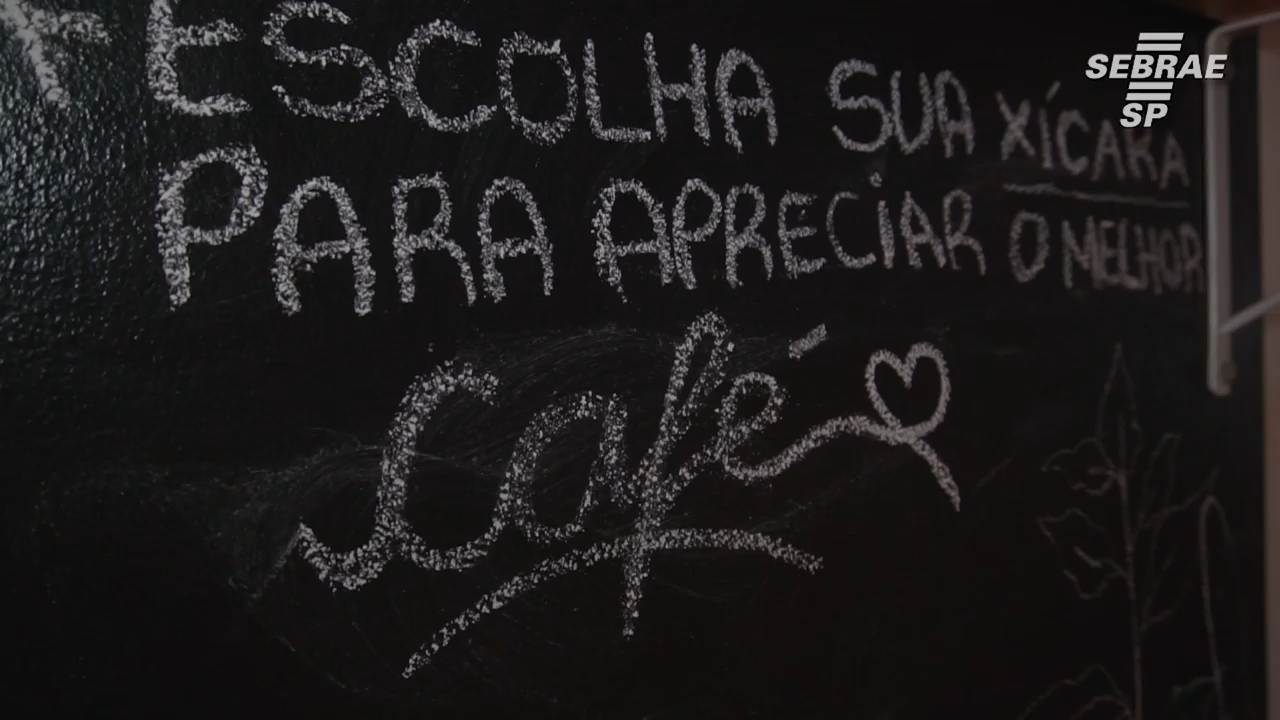 ESCOLHA SUA XÍCARA
PARA APRECIAR O MELHOR
Café
SEBRAE
SP